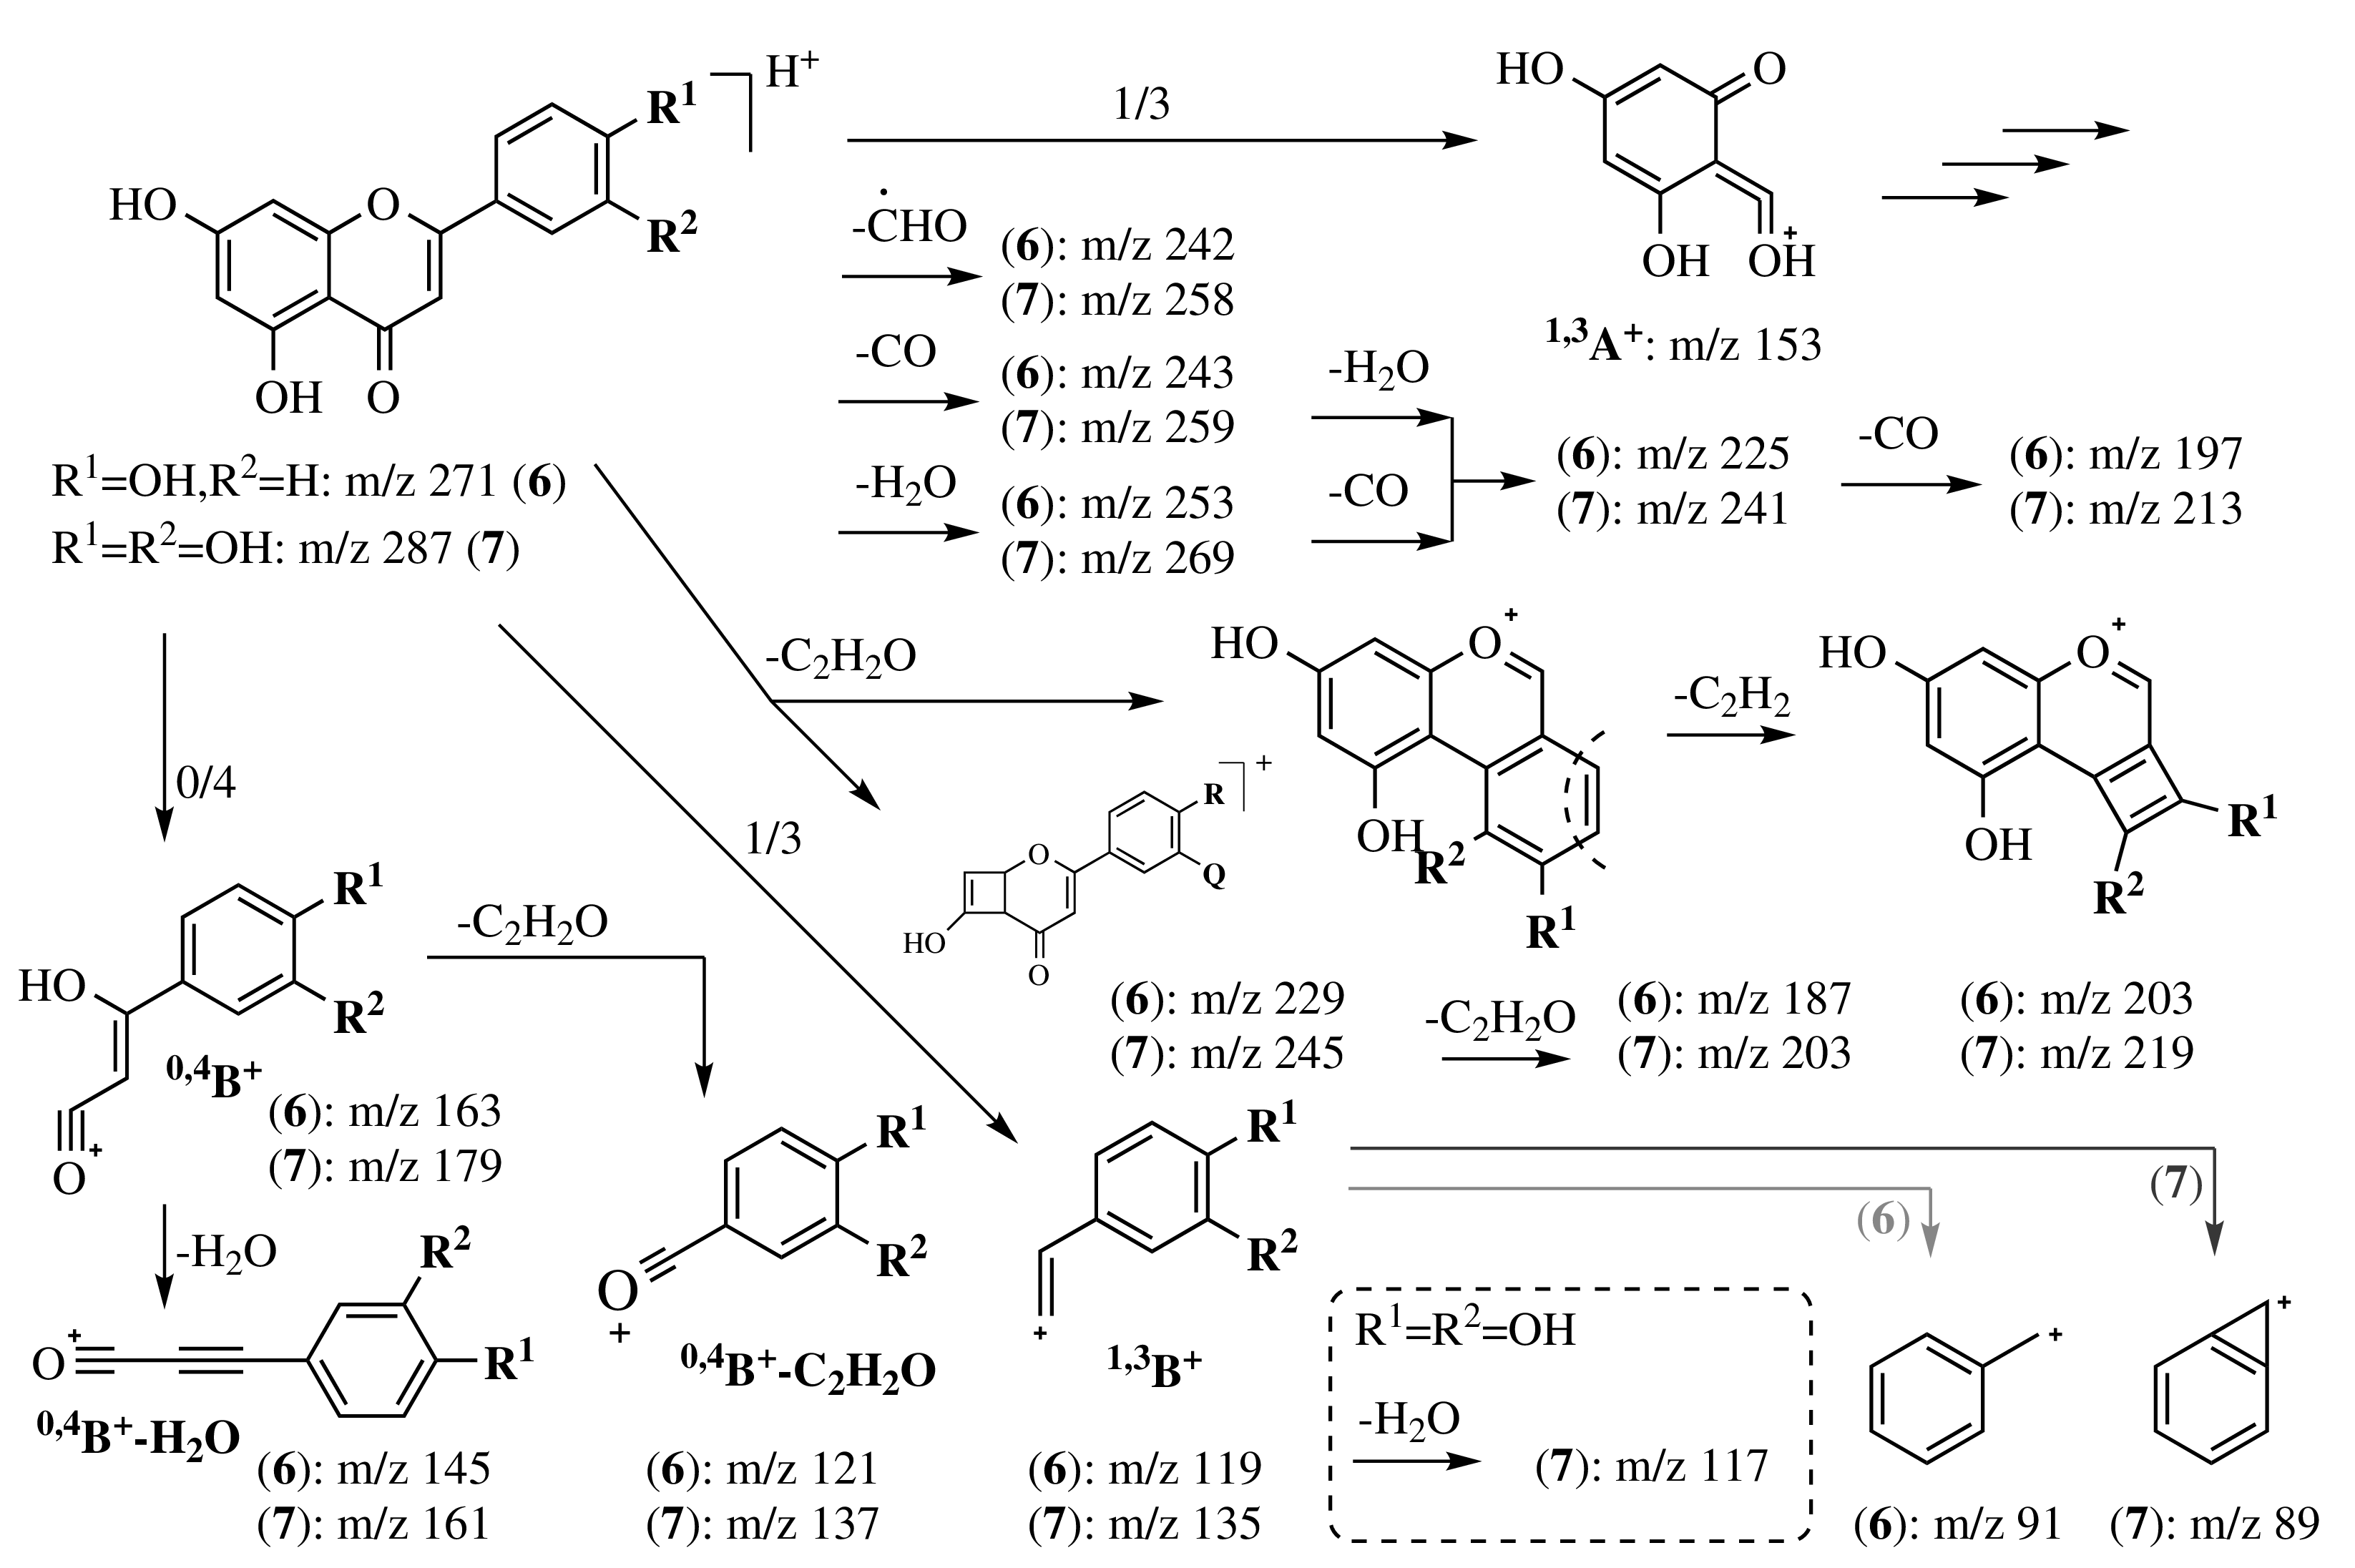 H⁺
R¹
R²
HO
O
OH
O
R¹=OH,R²=H: m/z 271 (6)
R¹=R²=OH: m/z 287 (7)
1/3
HO
O
OH
OH
+
¹,³A⁺: m/z 153
-ĊHO
(6): m/z 242
(7): m/z 258
-CO
(6): m/z 243
(7): m/z 259
-H₂O
(6): m/z 253
(7): m/z 269
-H₂O
-CO
(6): m/z 225
(7): m/z 241
-CO
(6): m/z 197
(7): m/z 213
-C₂H₂O
R
+
O
Q
HO
O
HO
O
+
OH
R²
R¹
-C₂H₂
HO
O
+
OH
R¹
R²
(6): m/z 229
(7): m/z 245
-C₂H₂O
(6): m/z 187
(7): m/z 203
(6): m/z 203
(7): m/z 219
0/4
R¹
HO
R²
⁰,⁴B⁺
O
+
(6): m/z 163
(7): m/z 179
-C₂H₂O
1/3
-H₂O
R²
O
+
R¹
⁰,⁴B⁺-H₂O
(6): m/z 145
(7): m/z 161
R¹
R²
O
+
⁰,⁴B⁺-C₂H₂O
(6): m/z 121
(7): m/z 137
R¹
R²
+
¹,³B⁺
(6): m/z 119
(7): m/z 135
R¹=R²=OH
-H₂O
(7): m/z 117
(6)
(7)
+
(6): m/z 91
+
(7): m/z 89